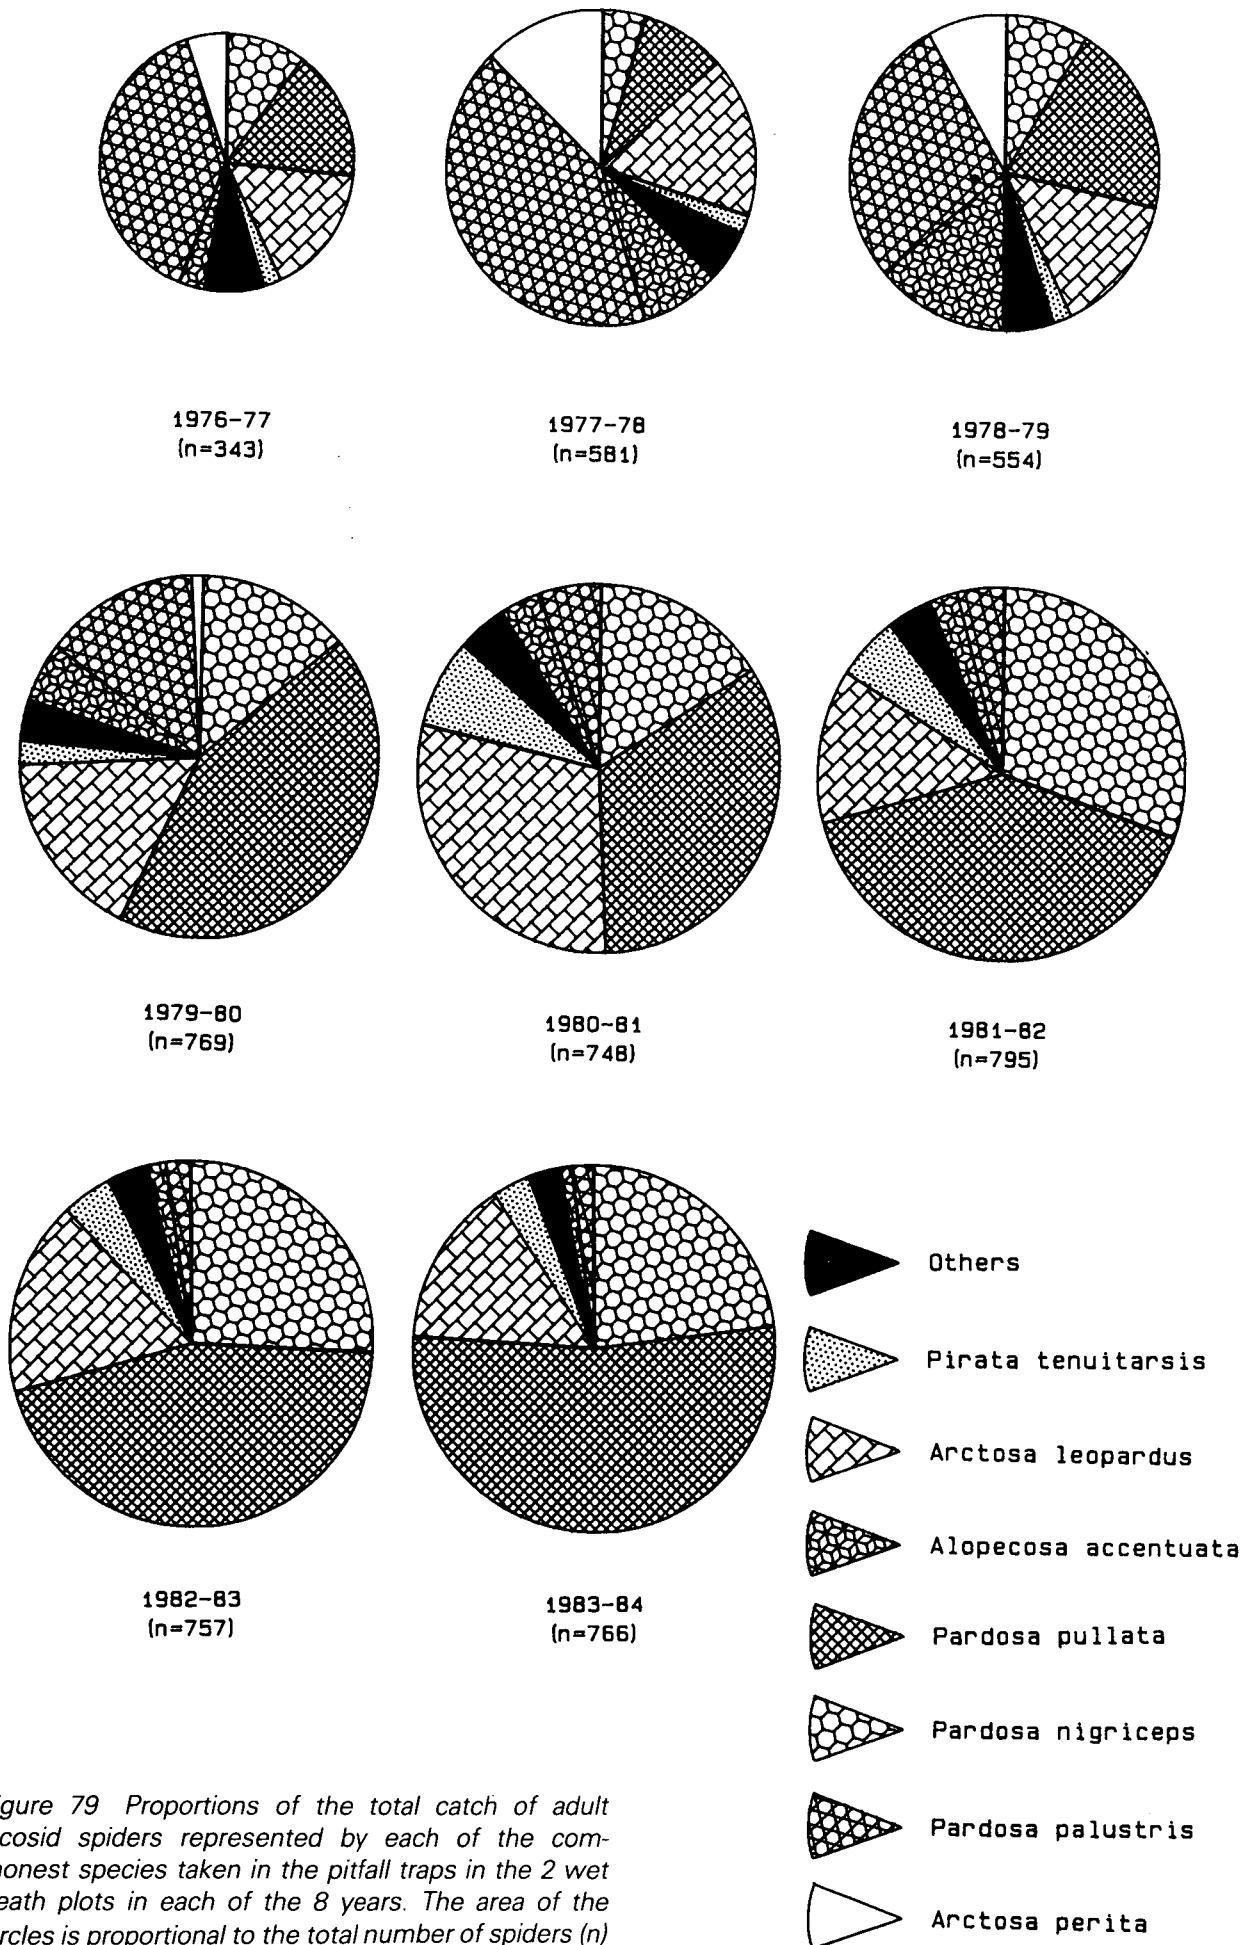 1976-77
(n=343)
1977-78
(n=581)
1978-79
(n=554)
1979-80
(n=769)
1980-81
(n=748)
1981-82
(n=795)
1982-83
(n=757)
1983-84
(n=766)
Others
Pirata tenuitarsis
Arctosa leopardus
Alopecosa accentuata
Pardosa pullata
Pardosa nigriceps
Pardosa palustris
Arctosa perita
gure 79 Proportions of the total catch of adult
cosid spiders represented by each of the com-
nonest species taken in the pitfall traps in the 2 wet
eath plots in each of the 8 years. The area of the
rcles is proportional to the total number of spiders (n)